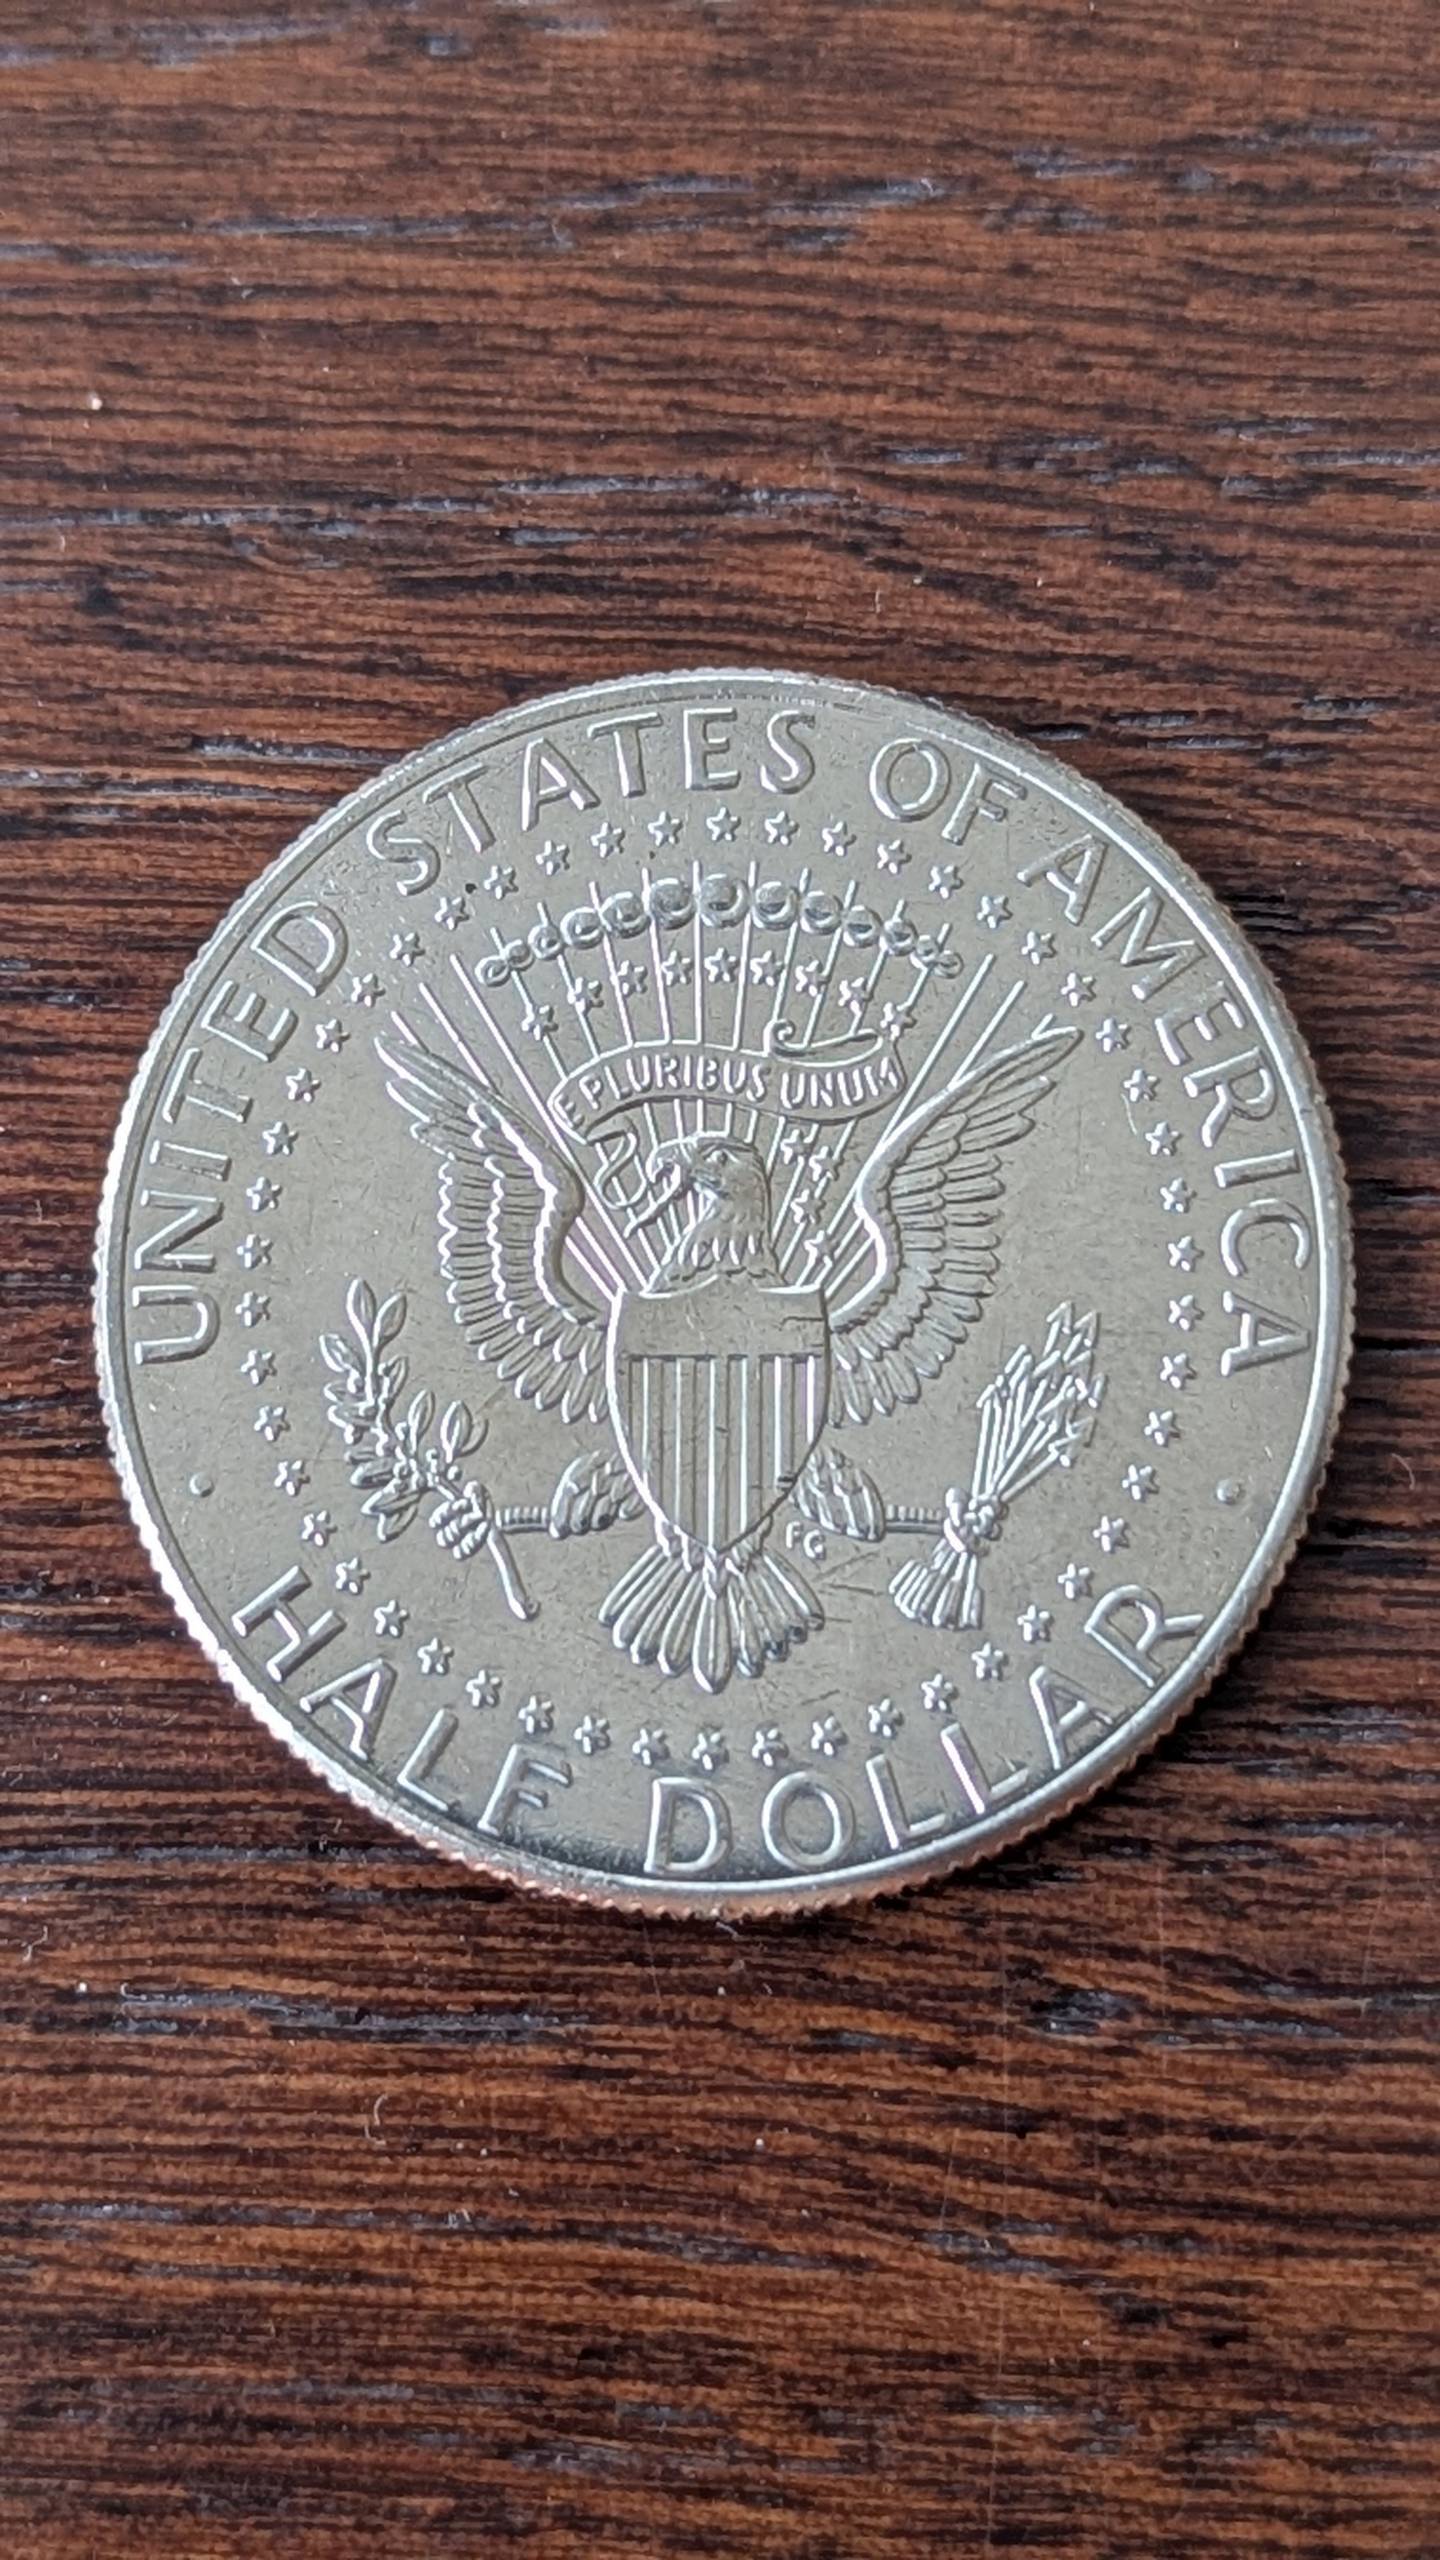 UNITED STATES OF AMERICA
E PLURIBUS UNUM
FG
HALF DOLLAR